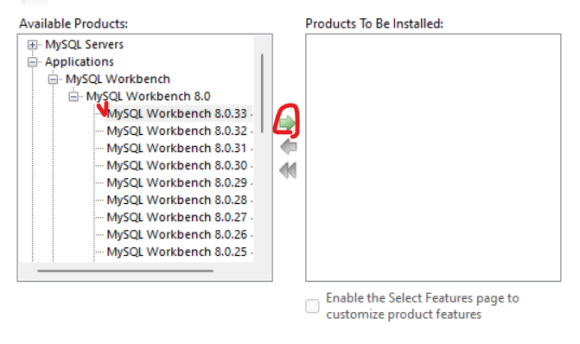 Available Products:
MySQL Servers
Applications
MySQL Workbench
MySQL Workbench 8.0
MySQL Workbench 8.0.33 -
MySQL Workbench 8.0.32 -
MySQL Workbench 8.0.31 -
MySQL Workbench 8.0.30 -
MySQL Workbench 8.0.29 -
MySQL Workbench 8.0.28 -
MySQL Workbench 8.0.27 -
MySQL Workbench 8.0.26 -
MySQL Workbench 8.0.25 -
Products To Be Installed:
Enable the Select Features page to
customize product features